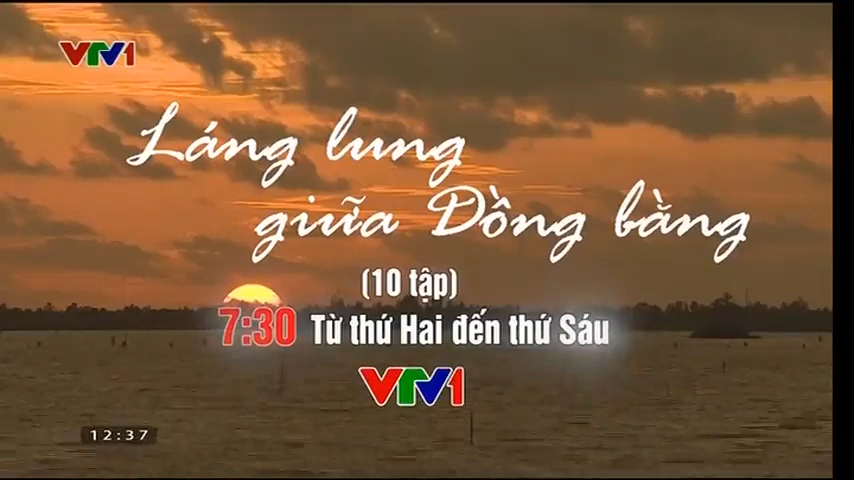 VTV1
Láng lung
giữa Đồng bằng
(10 tập)
7:30 Từ thứ Hai đến thứ Sáu
VTV1
12:37